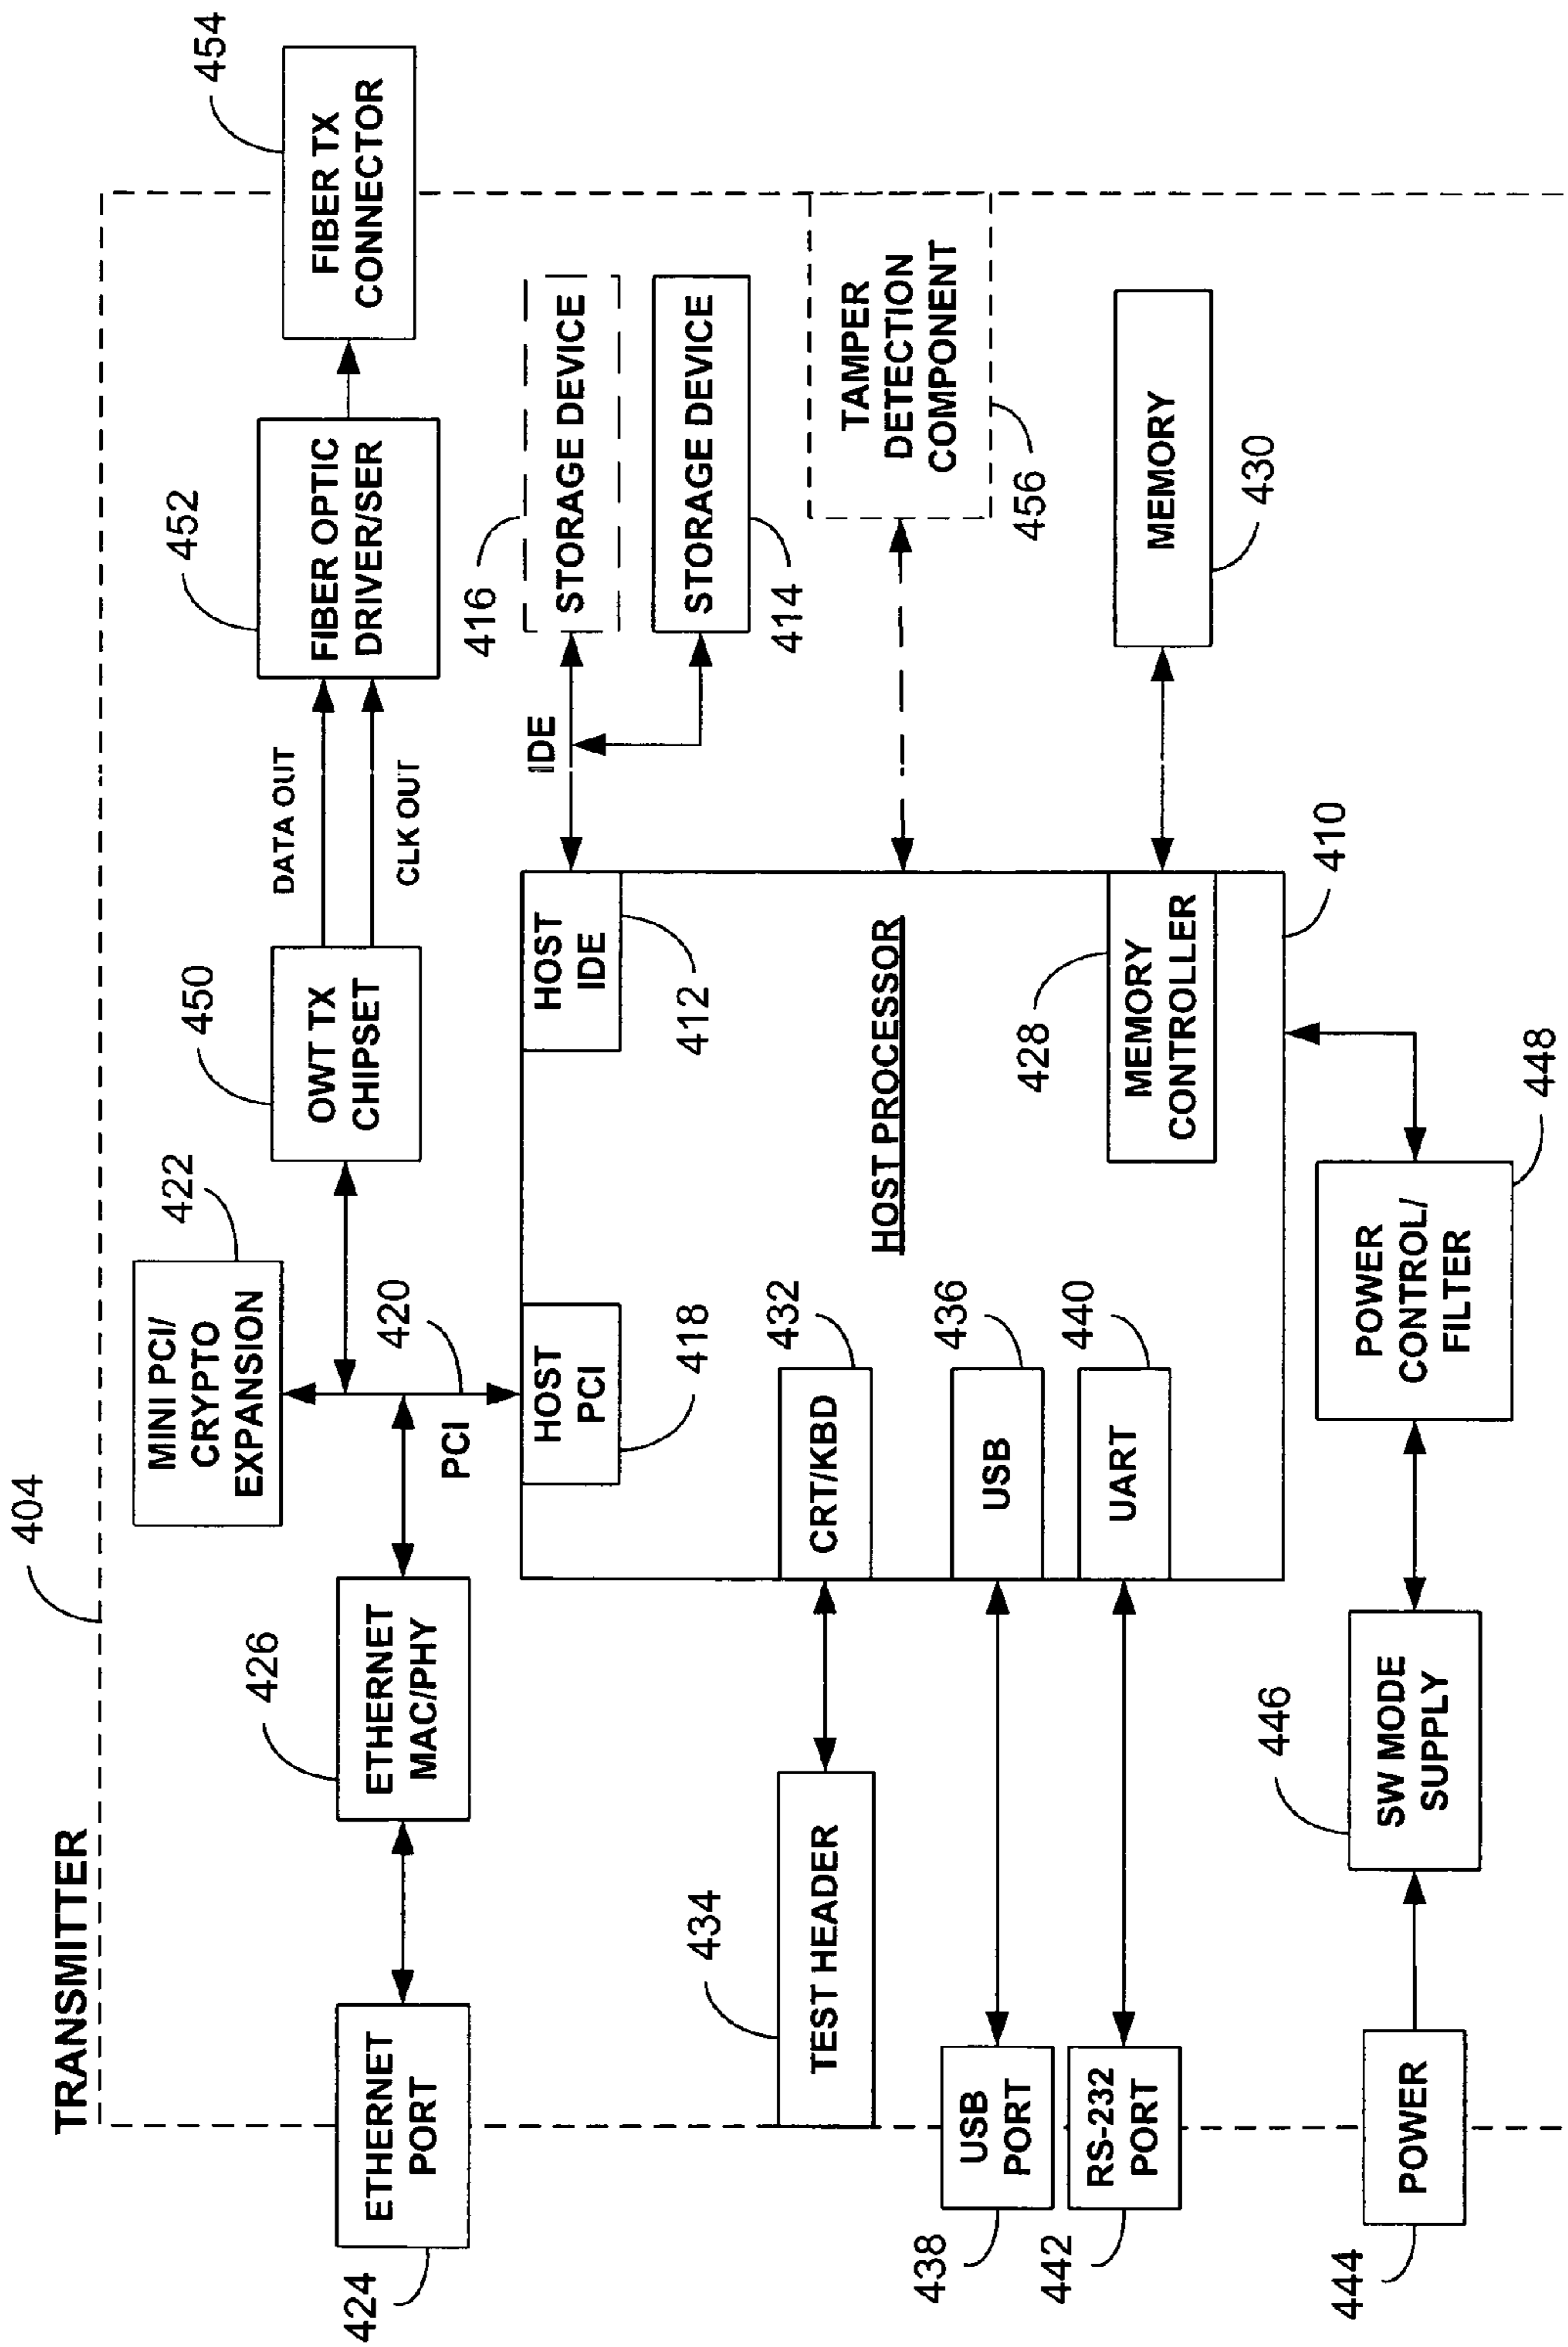 TRANSMITTER
404
424
ETHERNET
PORT
426
ETHERNET
MAC/PHY
MINI PCI/
CRYPTO
EXPANSION
422
PCI
420
450
OWT TX
CHIPSET
DATA OUT
CLK OUT
452
FIBER OPTIC
DRIVER/SER
454
FIBER TX
CONNECTOR
HOST
PCI
418
HOST
IDE
412
IDE
416
STORAGE DEVICE
STORAGE DEVICE
414
434
TEST HEADER
CRT/KBD
432
HOST PROCESSOR
TAMPER
DETECTION
COMPONENT
456
438
USB
PORT
USB
436
442
RS-232
PORT
UART
440
428
MEMORY
CONTROLLER
410
MEMORY
430
444
POWER
446
SW MODE
SUPPLY
POWER
CONTROL/
FILTER
448